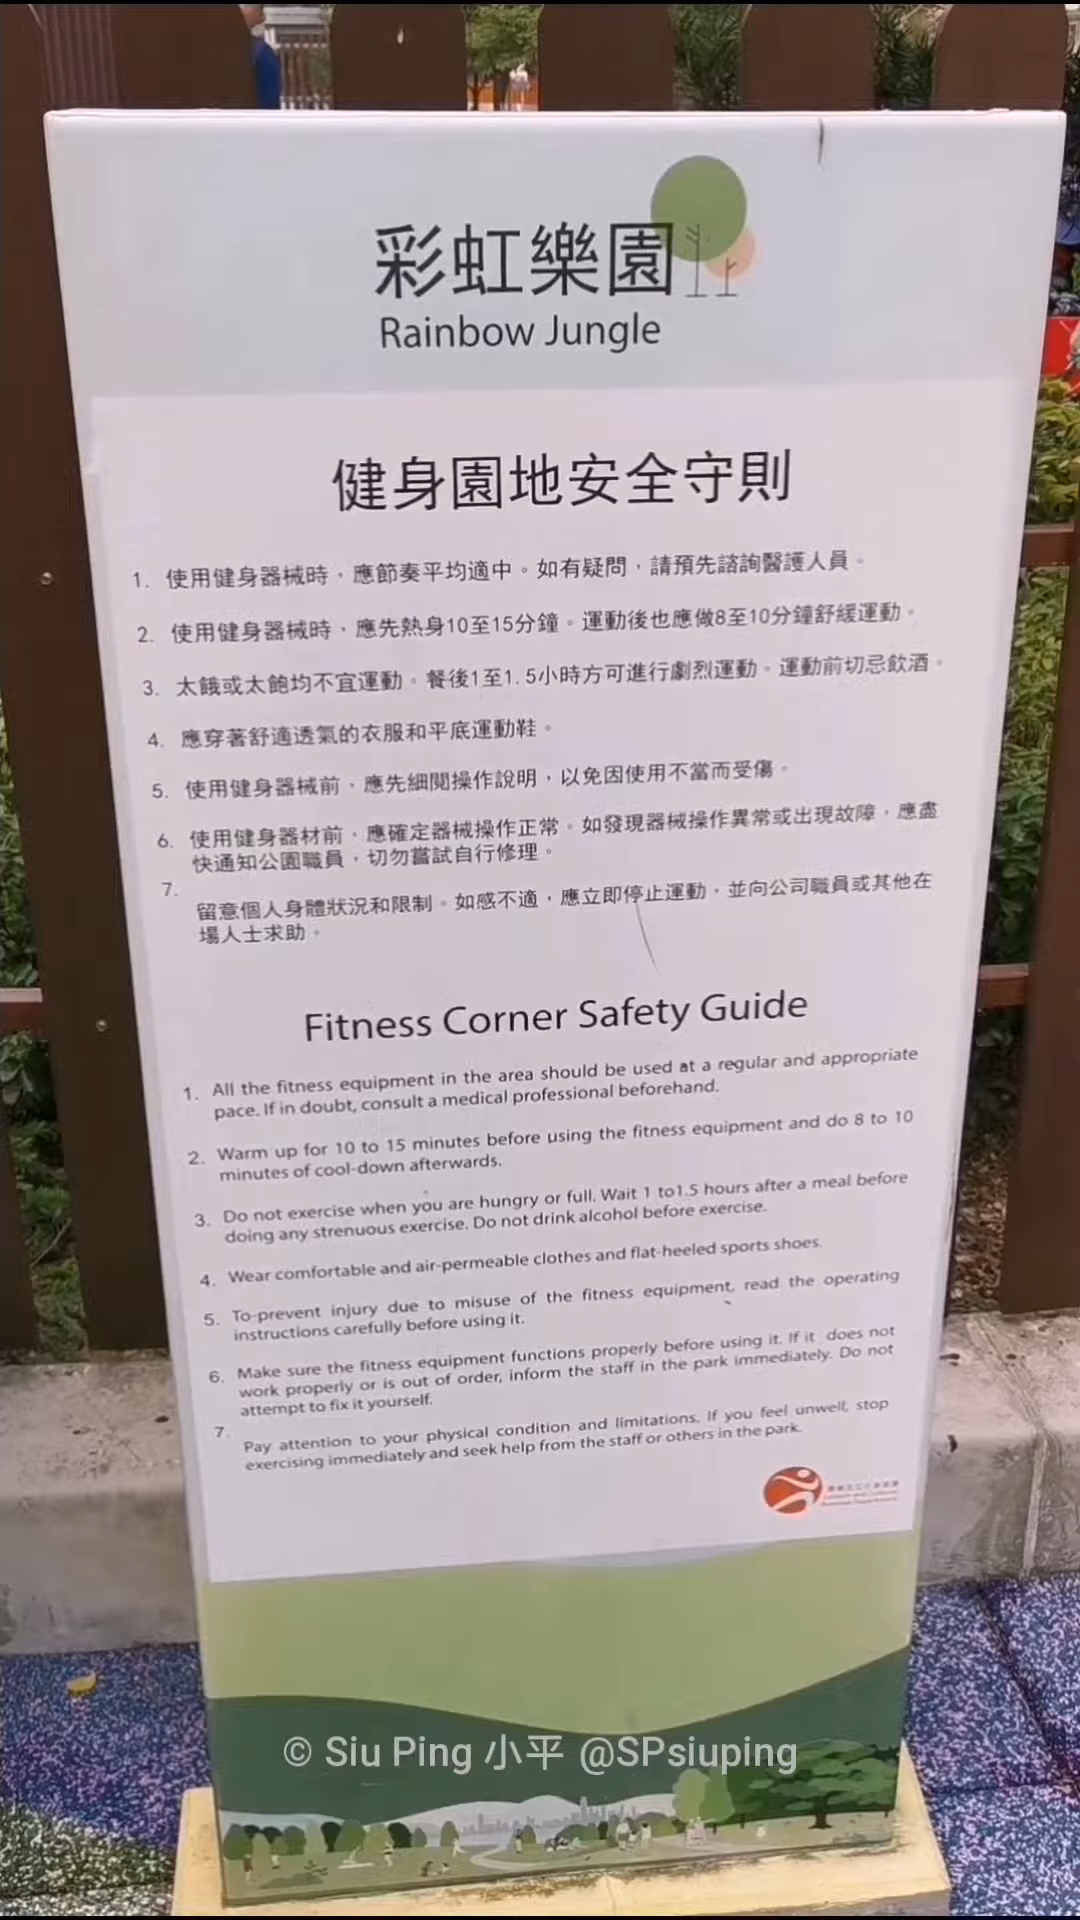 彩虹樂園
Rainbow Jungle
健身園地安全守則
1. 使用健身器械時，應節奏平均適中。如有疑問，請預先諮詢醫護人員。
2. 使用健身器械時，應先熱身10至15分鐘。運動後也應做8至10分鐘舒緩運動。
3. 太餓或太飽均不宜運動。餐後1至1.5小時方可進行劇烈運動。運動前切忌飲酒。
4. 應穿著舒適透氣的衣服和平底運動鞋。
5. 使用健身器械前，應先細閱操作說明，以免因使用不當而受傷。
6. 使用健身器材前，應確定器械操作正常。如發現器械操作異常或出現故障，應盡
快通知公園職員，切勿嘗試自行修理。
7.
留意個人身體狀況和限制。如感不適，應立即停止運動，並向公司職員或其他在
場人士求助。
Fitness Corner Safety Guide
1. All the fitness equipment in the area should be used at a regular and appropriate
pace. If in doubt, consult a medical professional beforehand.
2. Warm up for 10 to 15 minutes before using the fitness equipment and do 8 to 10
minutes of cool-down afterwards.
3. Do not exercise when you are hungry or full. Wait 1 to1.5 hours after a meal before
doing any strenuous exercise. Do not drink alcohol before exercise.
4. Wear comfortable and air-permeable clothes and flat-heeled sports shoes.
5. To prevent injury due to misuse of the fitness equipment, read the operating
instructions carefully before using it.
6. Make sure the fitness equipment functions properly before using it. If it does not
work properly or is out of order, inform the staff in the park immediately. Do not
attempt to fix it yourself.
7.
Pay attention to your physical condition and limitations. If you feel unwell, stop
exercising immediately and seek help from the staff or others in the park.
© Siu Ping 小平 @SPsiuping